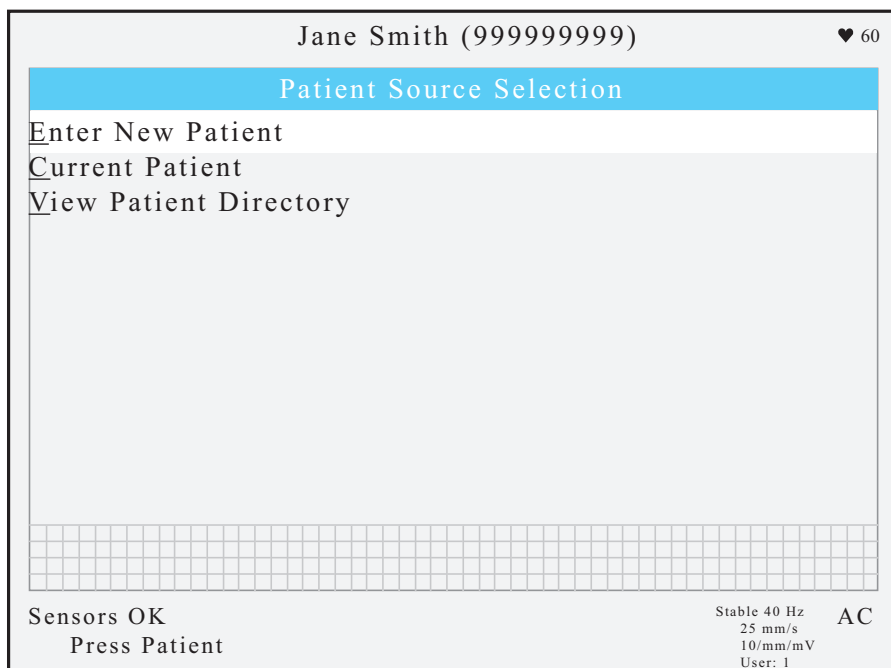 Jane Smith (999999999)
♥ 60
Patient Source Selection
Enter New Patient
Current Patient
View Patient Directory
Sensors OK
Press Patient
Stable 40 Hz
25 mm/s
10/mm/mV
User: 1
AC